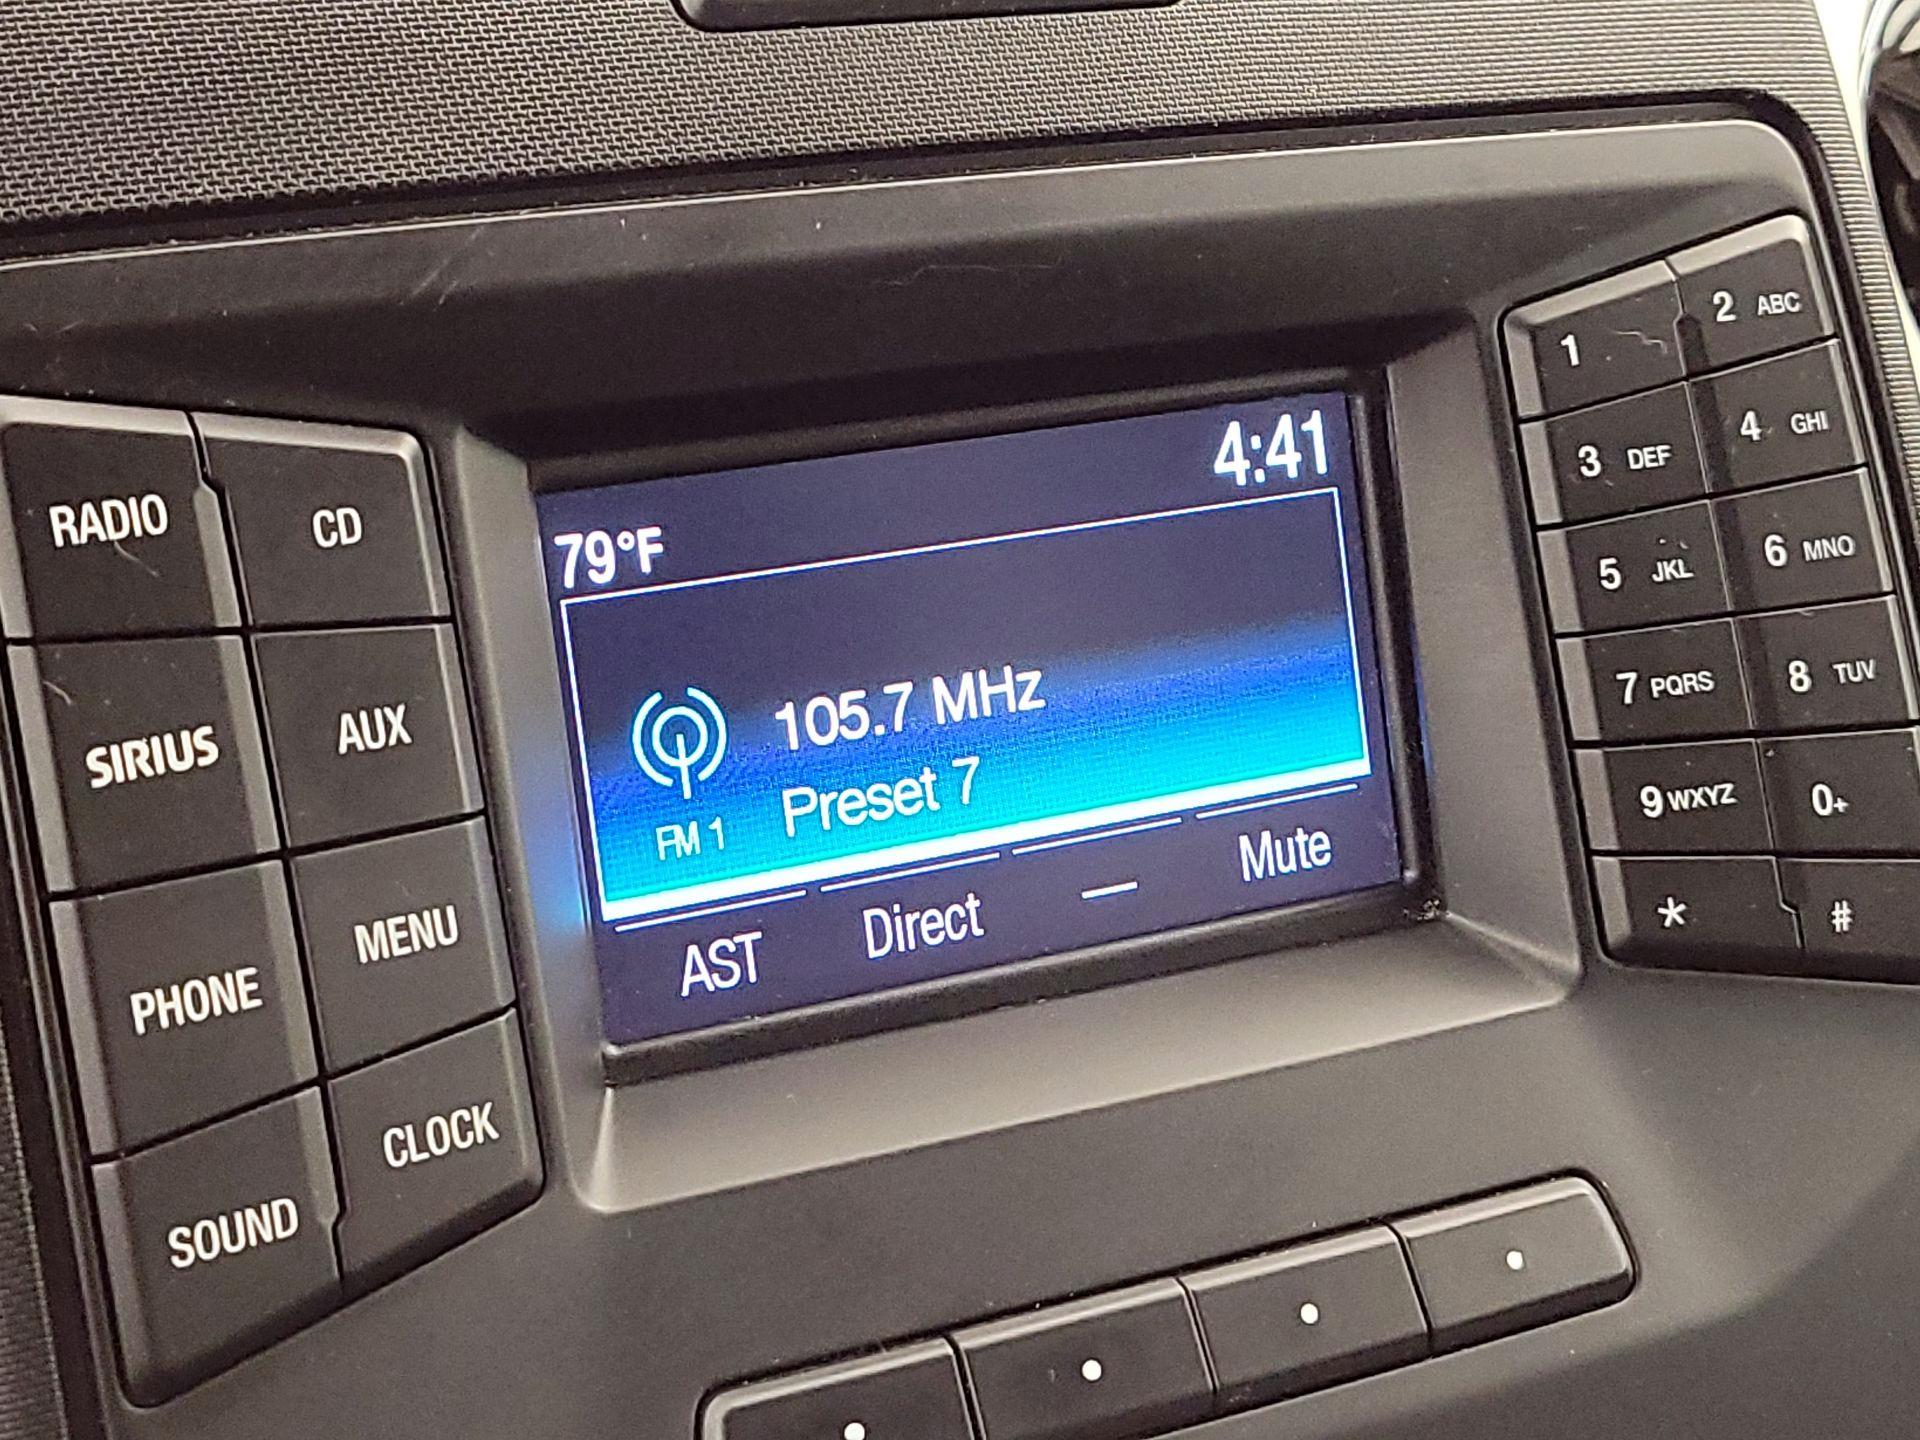 RADIO
CD
SIRIUS
AUX
PHONE
MENU
SOUND
CLOCK
79°F
4:41
105.7 MHz
Preset 7
FM 1
AST
Direct
—
Mute
1
2 ABC
3 DEF
4 GHI
5 JKL
6 MNO
7 PQRS
8 TUV
9 WXYZ
0+
*
#